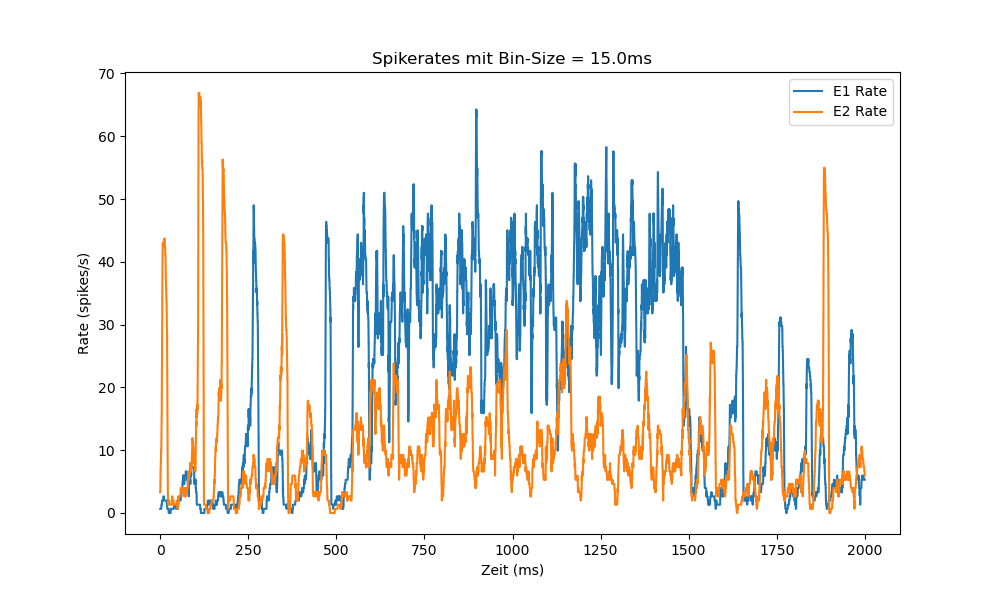 Spikerates mit Bin-Size = 15.0ms
E1 Rate
E2 Rate
Rate (spikes/s)
70
60
50
40
30
20
10
0
0 250 500 750 1000 1250 1500 1750 2000
Zeit (ms)